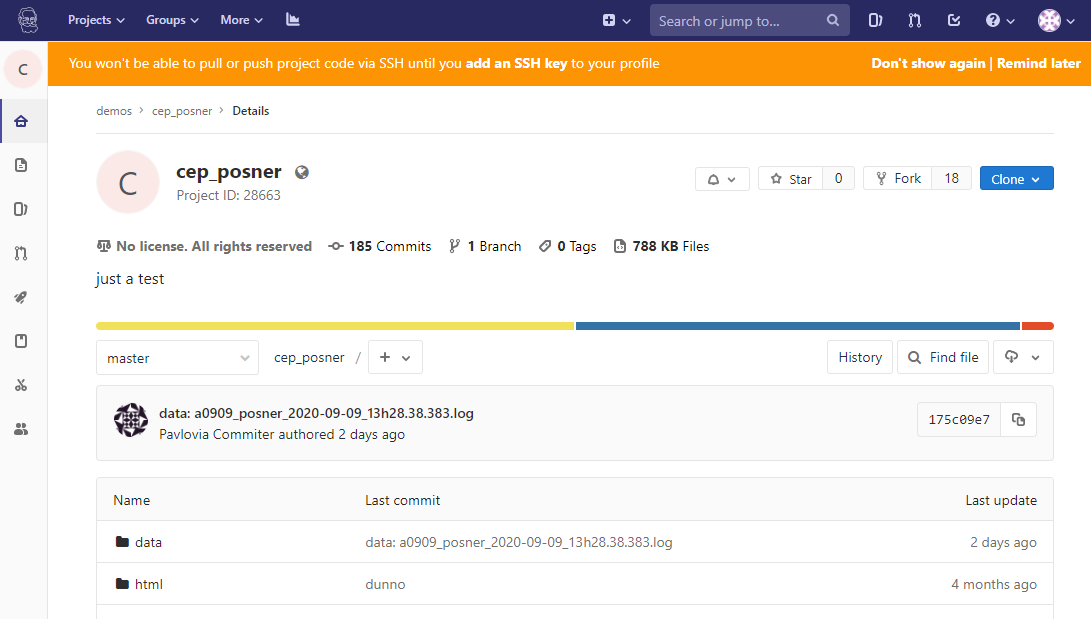 Projects Groups More Search or jump to...
C You won't be able to pull or push project code via SSH until you add an SSH key to your profile Don't show again | Remind later
demos > cep_posner > Details
C cep_posner
Project ID: 28663
Star 0 Fork 18 Clone
No license. All rights reserved 185 Commits 1 Branch 0 Tags 788 KB Files
just a test
master cep_posner / + History Find file
data: a0909_posner_2020-09-09_13h28.38.383.log
Pavlovia Commiter authored 2 days ago
175c09e7
Name Last commit Last update
data data: a0909_posner_2020-09-09_13h28.38.383.log 2 days ago
html dunno 4 months ago